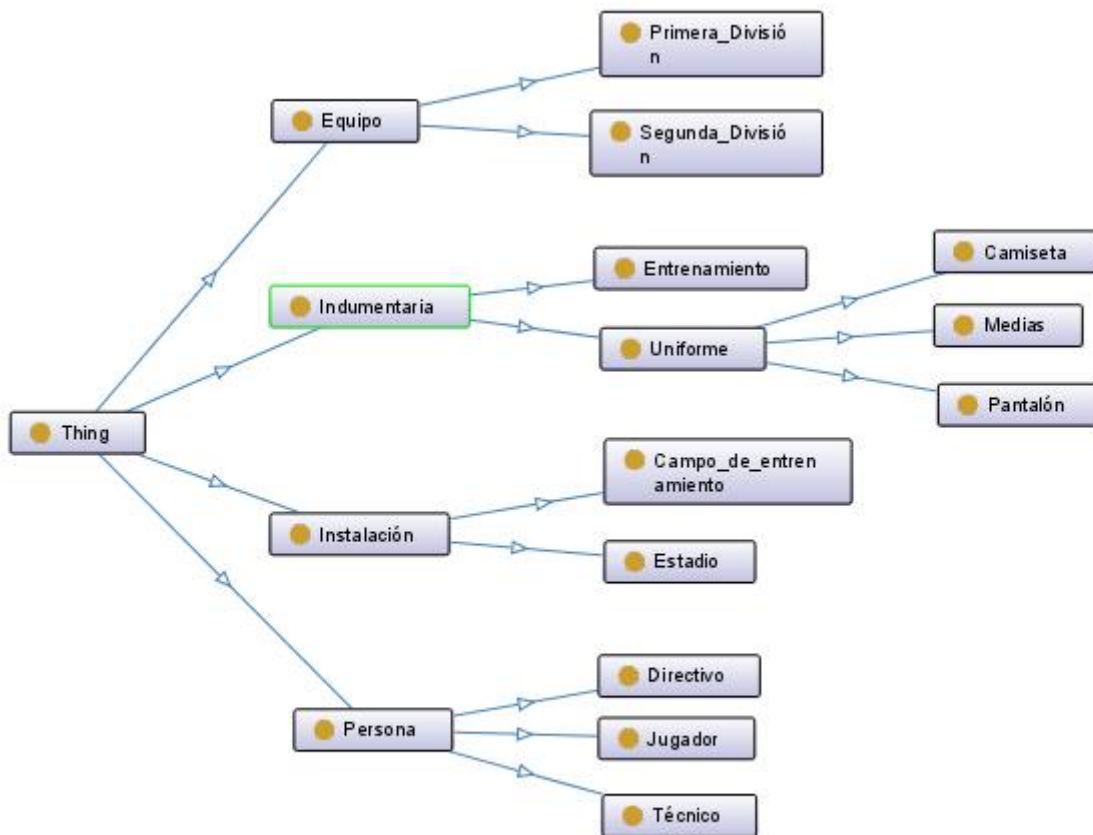 Primera_Divisió
n
Equipo
Segunda_Divisió
n
Camiseta
Entrenamiento
Indumentaria
Medias
Uniforme
Pantalón
Thing
Campo_de_entren
amiento
Instalación
Estadio
Directivo
Persona
Jugador
Técnico